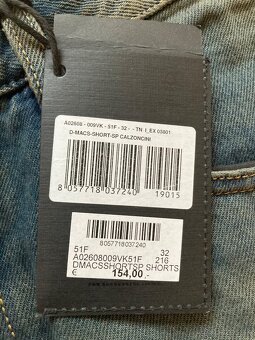 A02608 - 009VK - 51F - 32 - - TN I_EX 03801
D-MACS-SHORT-SP CALZONCINI
8 057718 037240 19015
8057718037240
51F 32
A02608009VK51F 216
DMACSSHORTSP SHORTS
€ 154,00.-